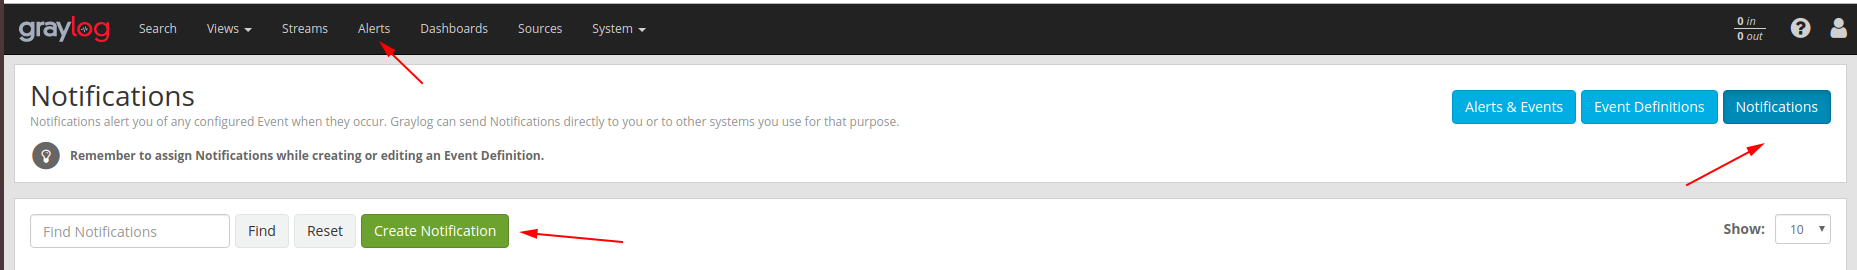 graylog Search Views Streams Alerts Dashboards Sources System 0 in
0 out
Notifications Alerts & Events Event Definitions Notifications
Notifications alert you of any configured Event when they occur. Graylog can send Notifications directly to you or to other systems you use for that purpose.
Remember to assign Notifications while creating or editing an Event Definition.
Find Notifications Find Reset Create Notification Show: 10